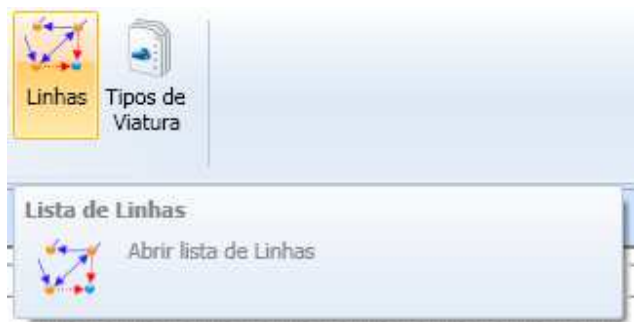 Linhas
Tipos de
Viatura
Lista de Linhas
Abrir lista de Linhas